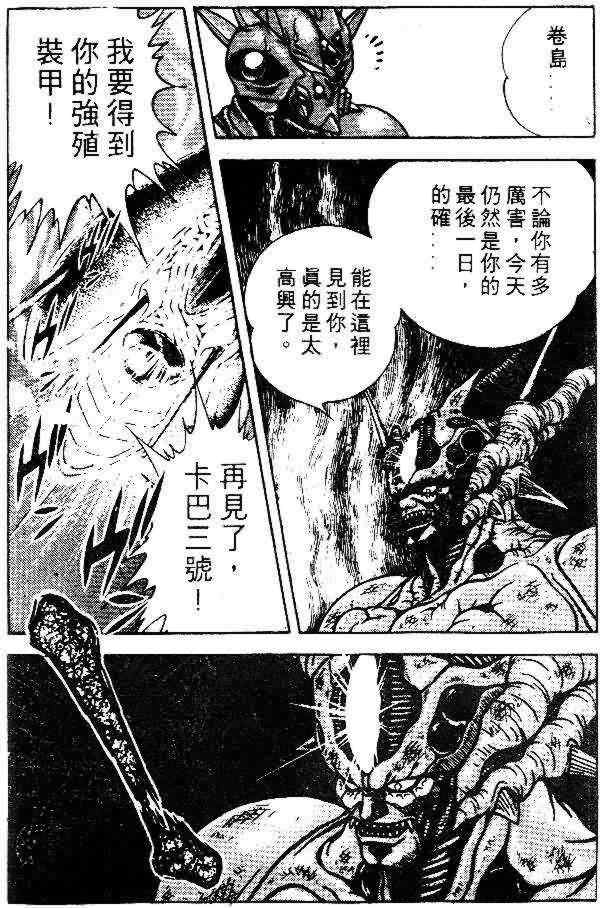 卷島……
不論你有多
厲害，今天
仍然是你的
最後一日，
的確……
能在這裡
見到你，
眞的是太
高興了。
我要得到
你的強殖
裝甲！
再見了，
卡巴三號！